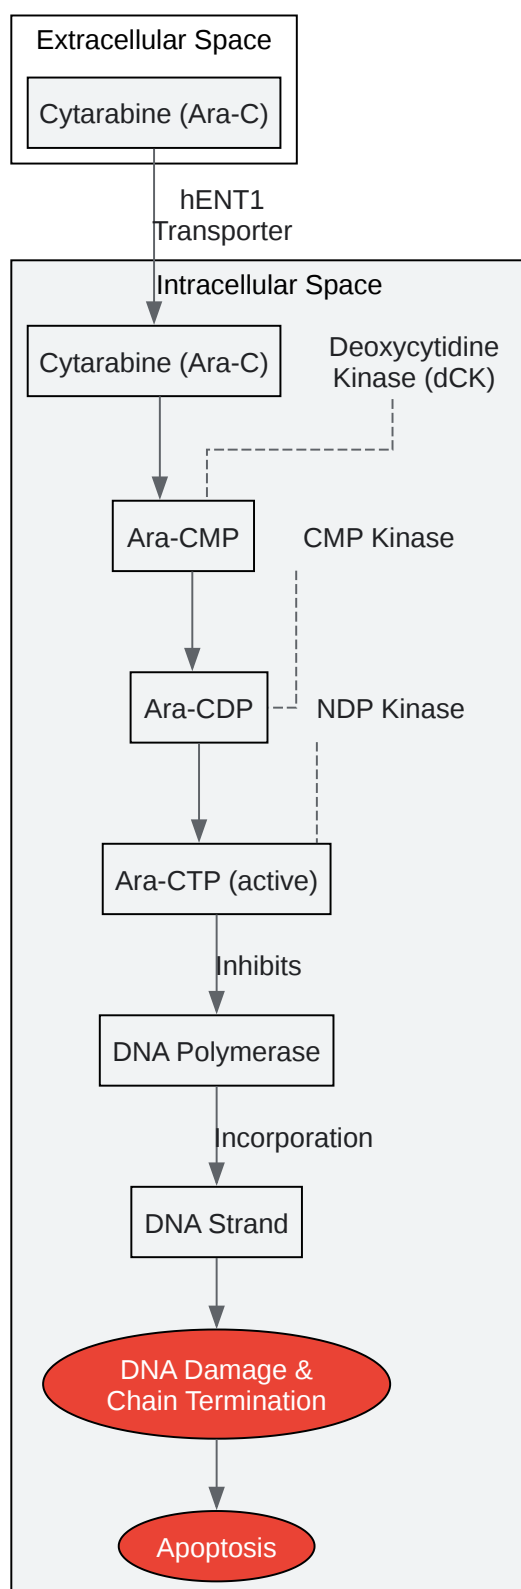 Extracellular Space
Cytarabine (Ara-C)
hENT1
Transporter
Intracellular Space
Cytarabine (Ara-C)
Deoxycytidine
Kinase (dCK)
Ara-CMP
CMP Kinase
Ara-CDP
NDP Kinase
Ara-CTP (active)
Inhibits
DNA Polymerase
Incorporation
DNA Strand
DNA Damage &
Chain Termination
Apoptosis